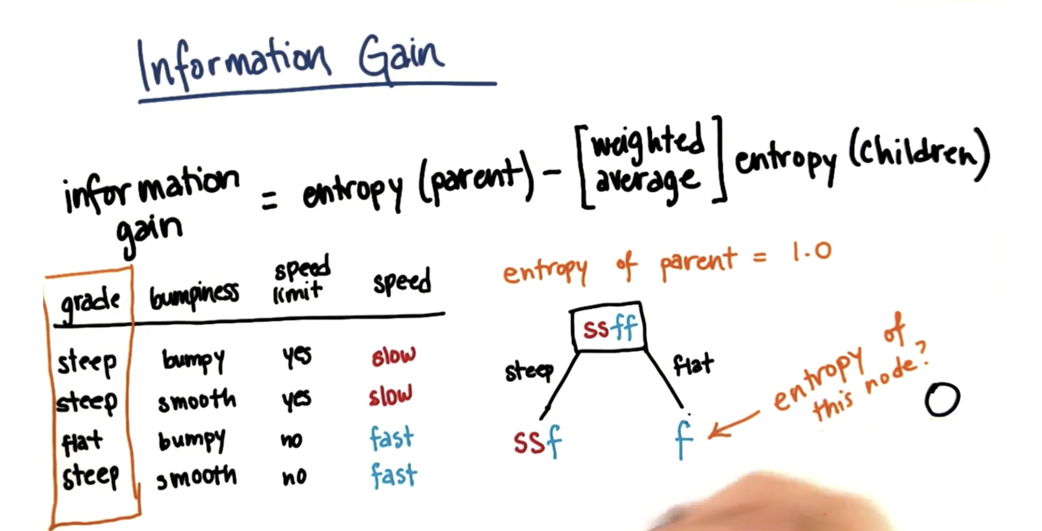 Information Gain
information gain = entropy (parent) - [weighted average] entropy (children)
entropy of parent = 1.0
grade bumpiness speed limit speed
steep bumpy yes slow
steep smooth yes slow
flat bumpy no fast
steep smooth no fast
ssff
steep flat
ssf f
entropy of
this node?
0